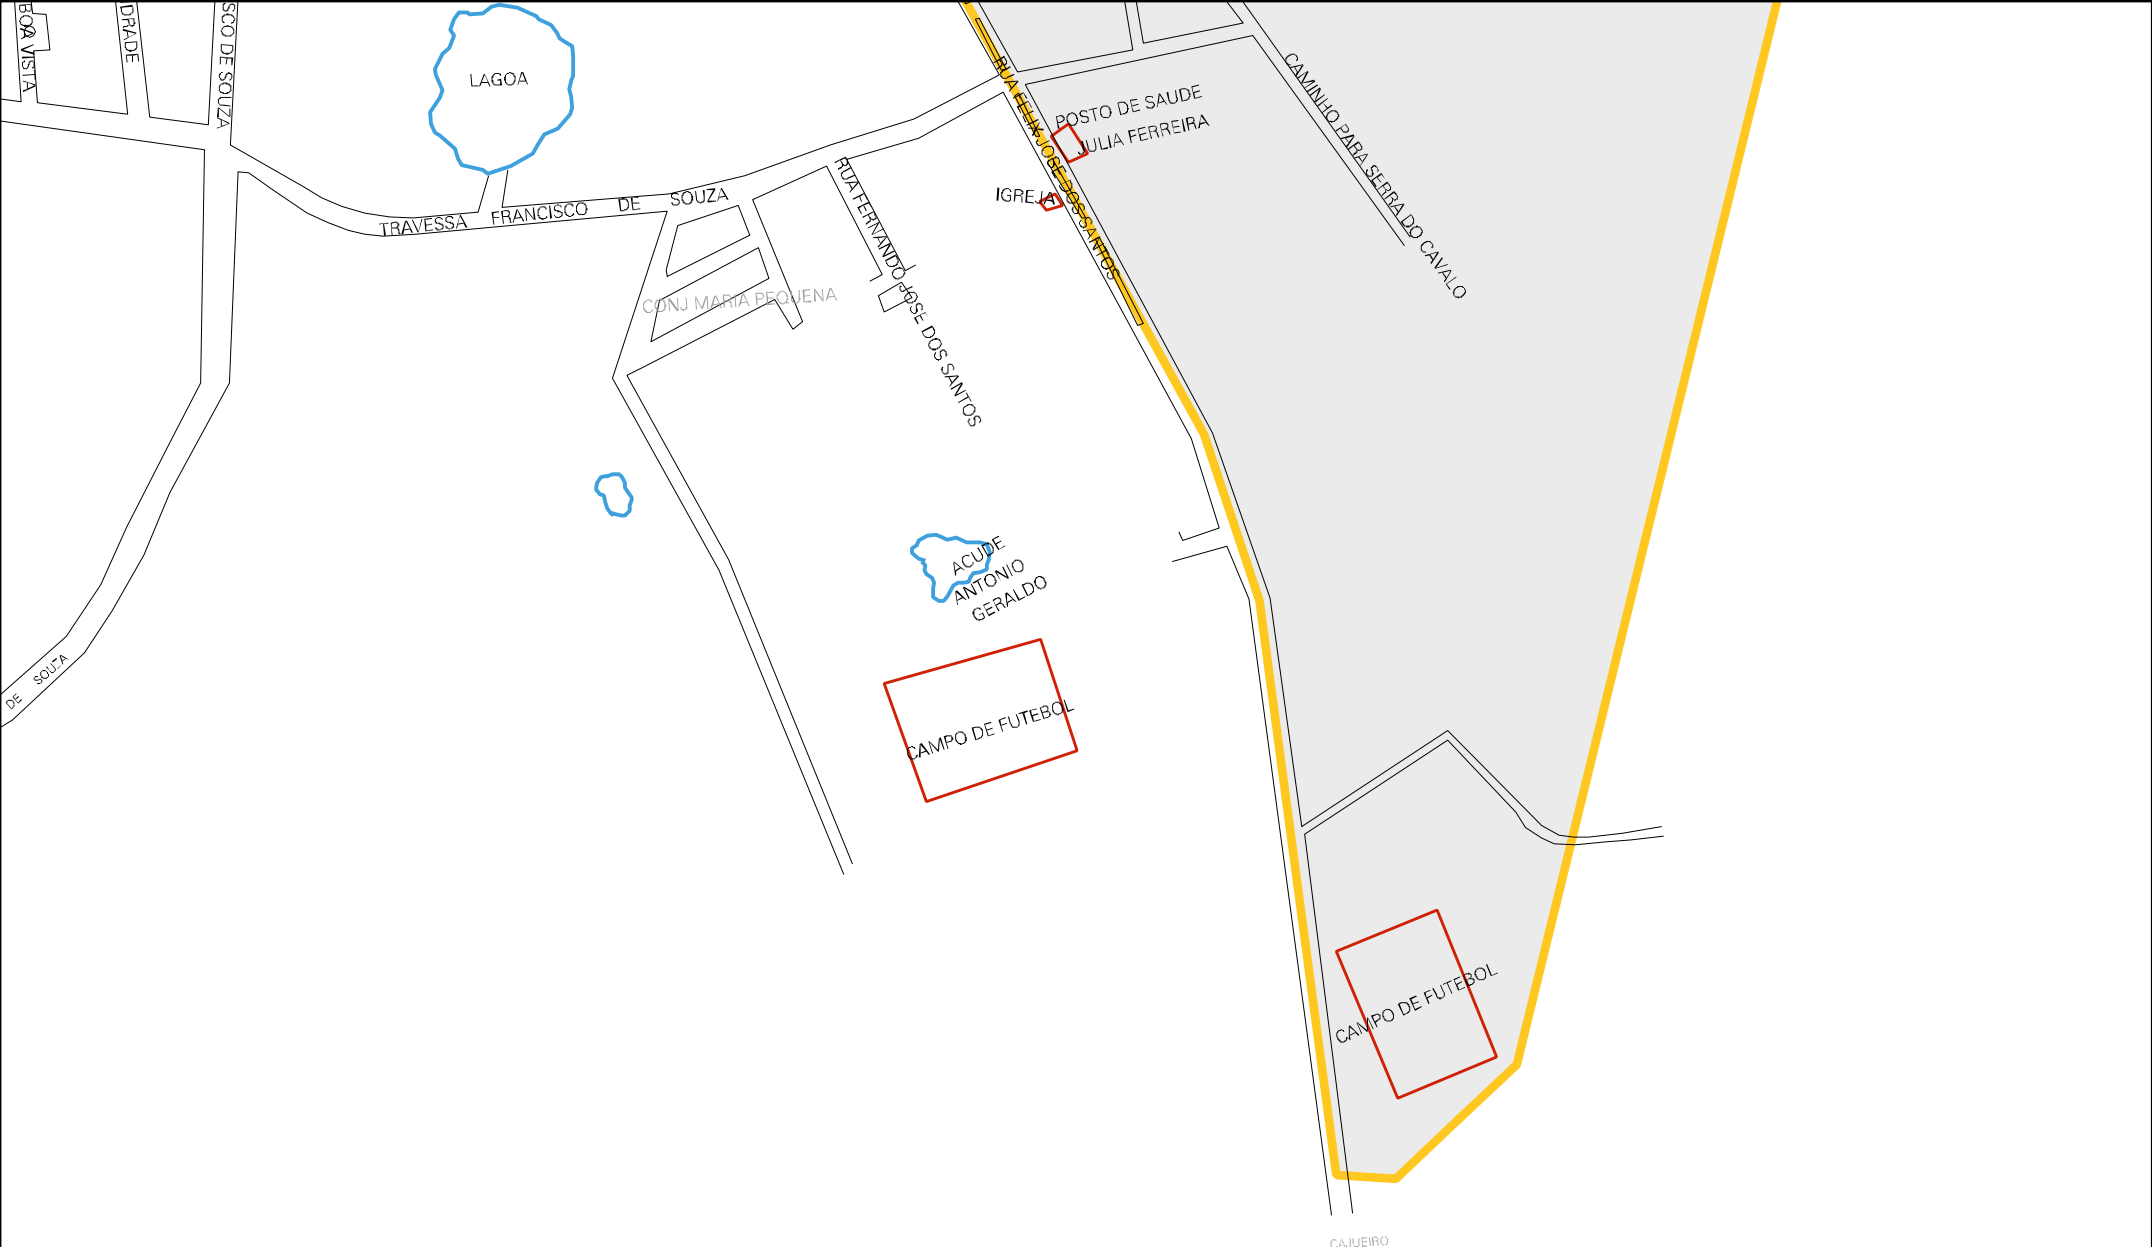 BOA VISTA
DRADE
SCO DE SOUZA
LAGOA
TRAVESSA FRANCISCO DE SOUZA
RUA FELIX JOSE DOS SANTOS
POSTO DE SAUDE
JULIA FERREIRA
IGREJA
CAMINHO PARA SERRA DO CAVALO
RUA FERNANDO JOSE DOS SANTOS
CONJ MARIA PEQUENA
ACUDE
ANTONIO
GERALDO
DE SOUZA
CAMPO DE FUTEBOL
CAMPO DE FUTEBOL
CAJUEIRO